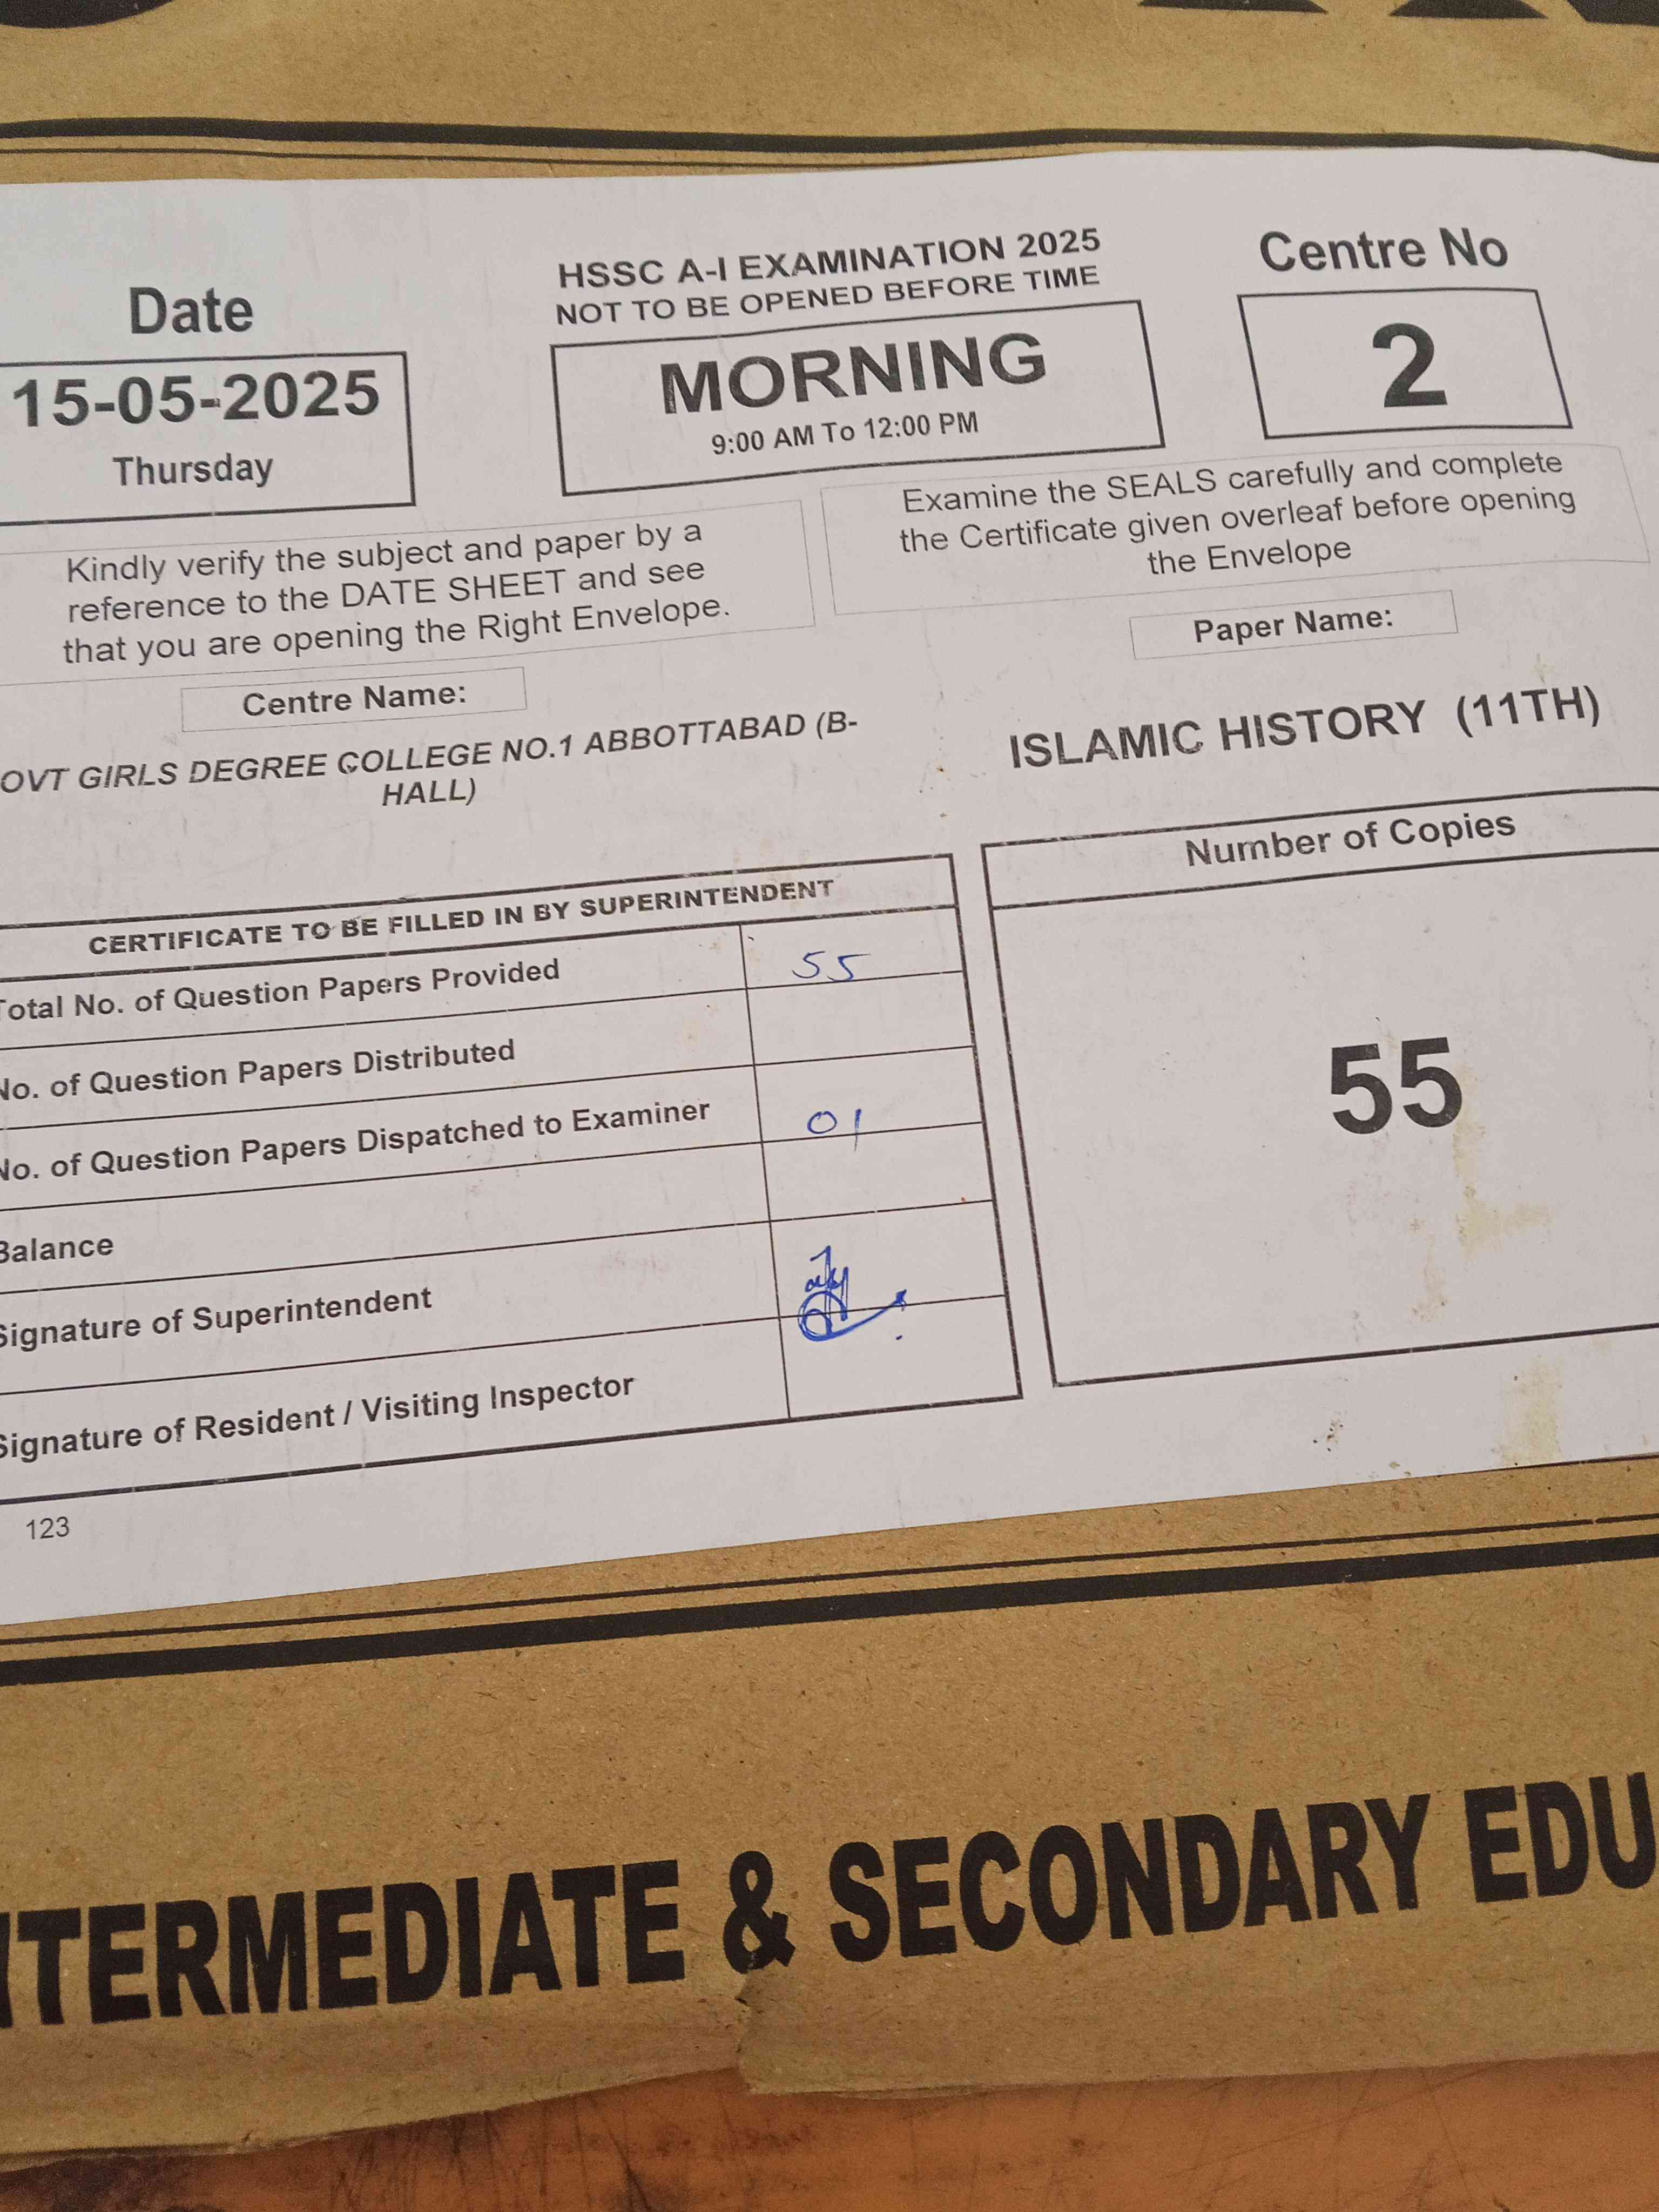 HSSC A-I EXAMINATION 2025
NOT TO BE OPENED BEFORE TIME
Date
15-05-2025
Thursday
MORNING
9:00 AM To 12:00 PM
Centre No
2
Kindly verify the subject and paper by a
reference to the DATE SHEET and see
that you are opening the Right Envelope.
Examine the SEALS carefully and complete
the Certificate given overleaf before opening
the Envelope
Centre Name:
OVT GIRLS DEGREE COLLEGE NO.1 ABBOTTABAD (B-
HALL)
Paper Name:
ISLAMIC HISTORY (11TH)
CERTIFICATE TO BE FILLED IN BY SUPERINTENDENT
Total No. of Question Papers Provided 55
No. of Question Papers Distributed
No. of Question Papers Dispatched to Examiner 01
Balance
Signature of Superintendent
Signature of Resident / Visiting Inspector
Number of Copies
55
123
NTERMEDIATE & SECONDARY EDU